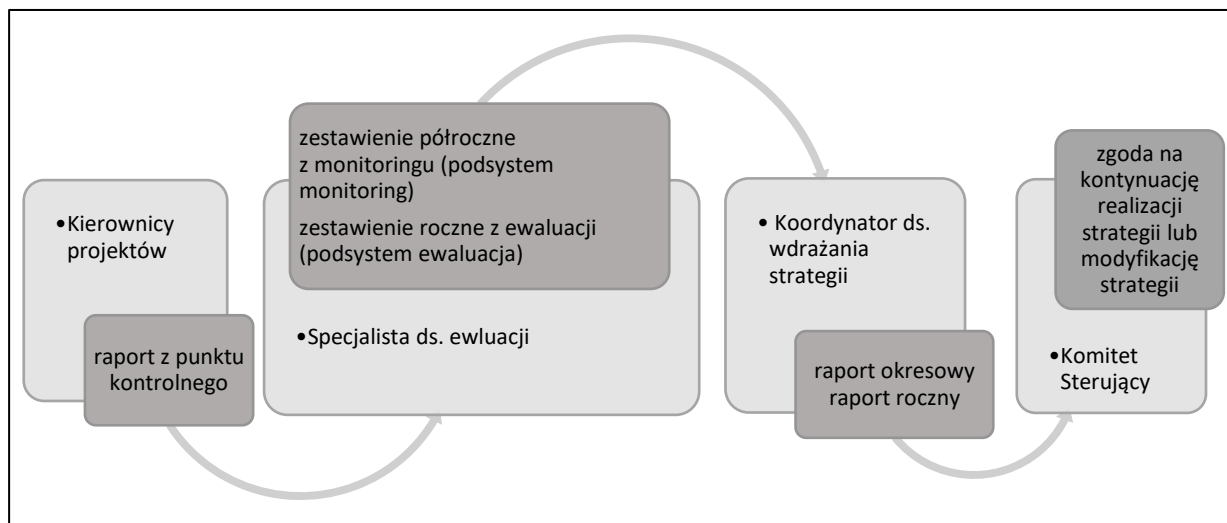 •Kierownicy
projektów
raport z punktu
kontrolnego
zestawienie półroczne
z monitoringu (podsystem
monitoring)
zestawienie roczne z ewaluacji
(podsystem ewaluacja)
•Specjalista ds. ewluacji
• Koordynator ds.
wdrażania
strategii
raport okresowy
raport roczny
zgoda na
kontynuację
realizacji
strategii lub
modyfikację
strategii
•Komitet
Sterujący